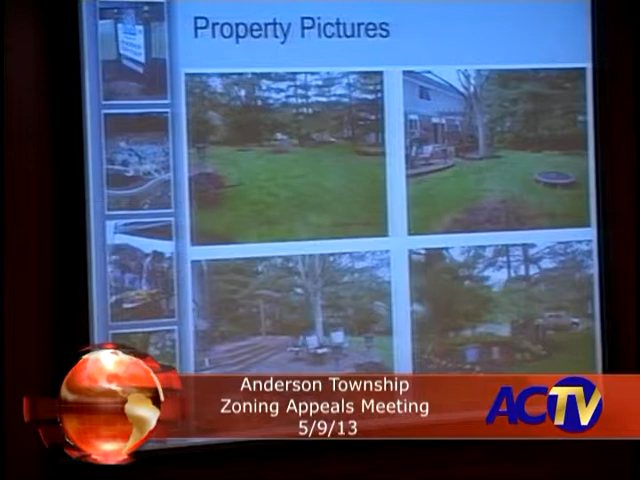 Property Pictures
Anderson Township
Zoning Appeals Meeting
5/9/13
ACTV